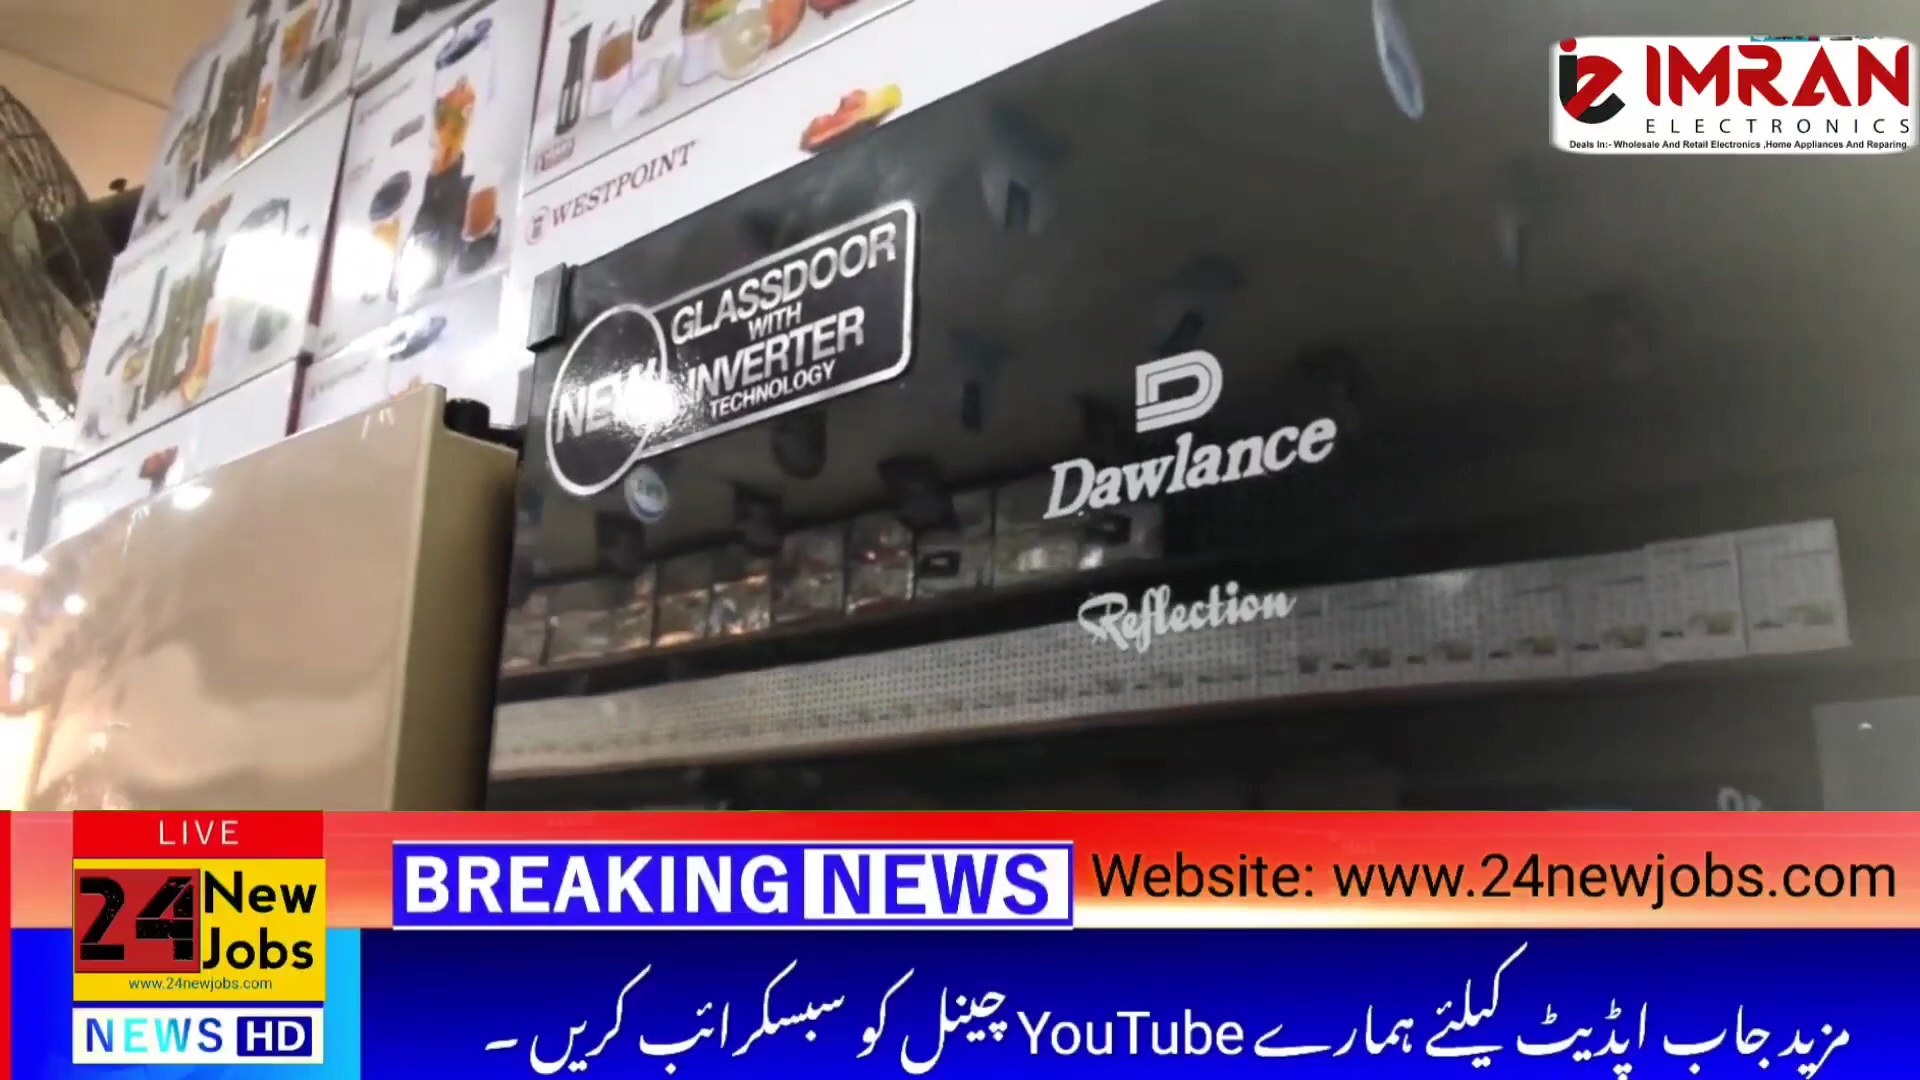 IMRAN
ELECTRONICS
Deals In:- Wholesale And Retail Electronics ,Home Appliances And Reparing.
WESTPOINT
NEW
GLASSDOOR
WITH
INVERTER
TECHNOLOGY
Dawlance
Reflection
LIVE
24 New Jobs
www.24newjobs.com
NEWS HD
BREAKING NEWS
Website: www.24newjobs.com
مزید جاب اپڈیٹ کیلئے ہمارے YouTube چینل کو سبسکرائب کریں ۔